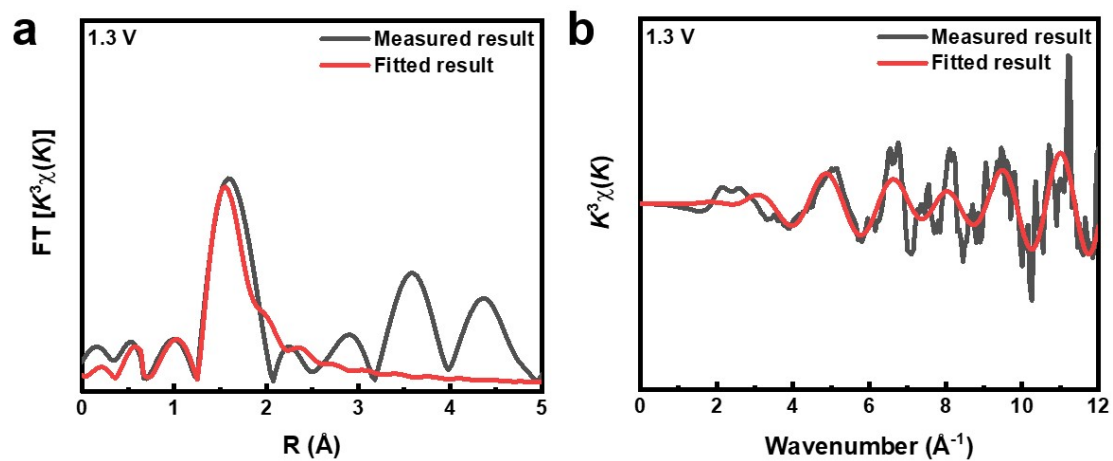 a
1.3 V
Measured result
Fitted result
FT [K³χ(K)]
0 1 2 3 4 5
R (Å)
b
1.3 V
Measured result
Fitted result
K³χ(K)
0 2 4 6 8 10 12
Wavenumber (Å⁻¹)